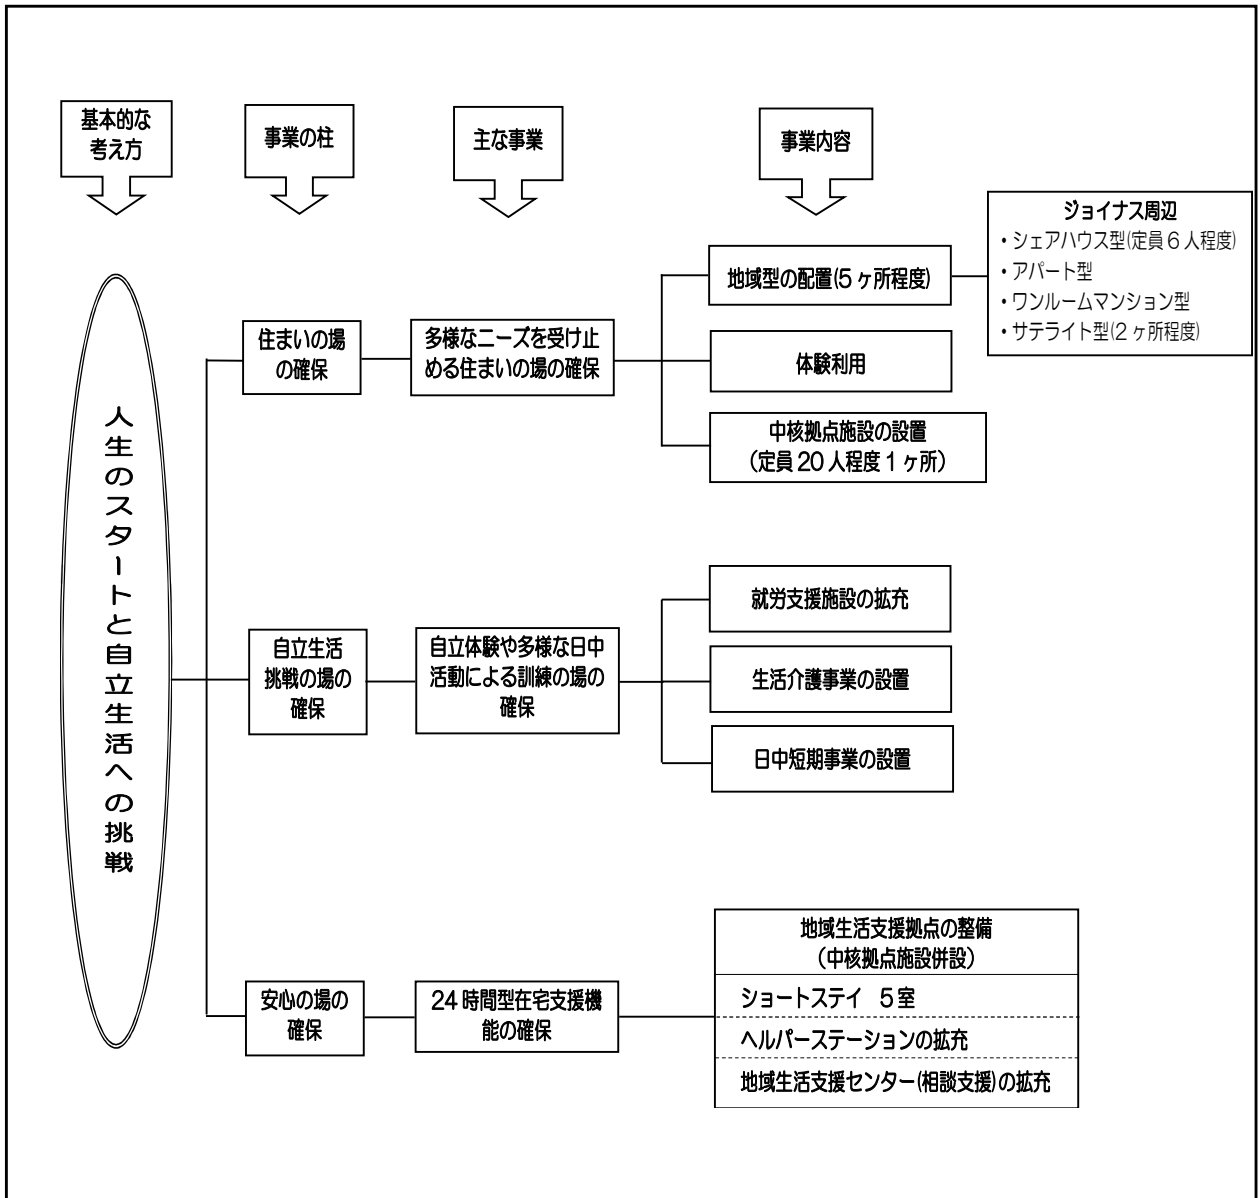 基本的な
考え方
事業の柱
主な事業
事業内容
人生のスタートと自立生活への挑戦
住まいの場
の確保
多様なニーズを受け止
める住まいの場の確保
地域型の配置(5ヶ所程度)
ジョイナス周辺
・シェアハウス型(定員6人程度)
・アパート型
・ワンルームマンション型
・サテライト型(2ヶ所程度)
体験利用
中核拠点施設の設置
(定員20人程度1ヶ所)
自立生活
挑戦の場の
確保
自立体験や多様な日中
活動による訓練の場の
確保
就労支援施設の拡充
生活介護事業の設置
日中短期事業の設置
安心の場の
確保
24時間型在宅支援機
能の確保
地域生活支援拠点の整備
(中核拠点施設併設)
ショートステイ 5室
ヘルパーステーションの拡充
地域生活支援センター(相談支援)の拡充